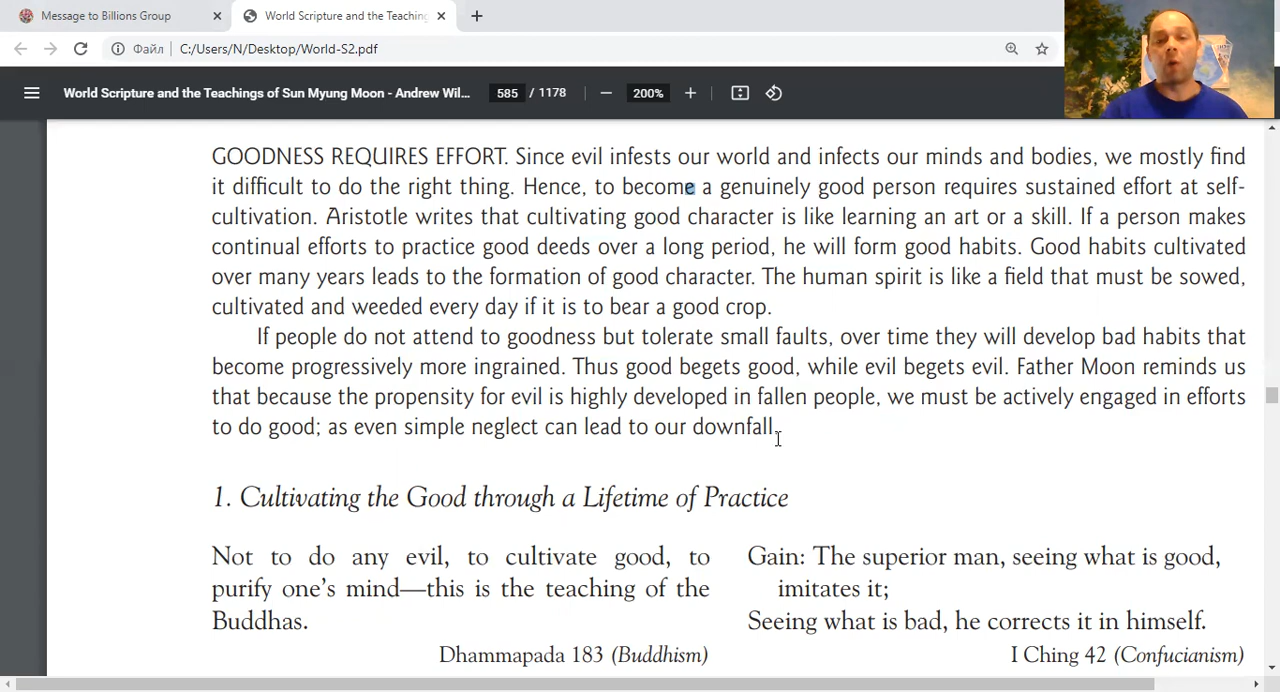 Message to Billions Group
World Scripture and the Teaching
Файл
C:/Users/N/Desktop/World-S2.pdf
World Scripture and the Teachings of Sun Myung Moon - Andrew Wil...
585 / 1178
200%
GOODNESS REQUIRES EFFORT. Since evil infests our world and infects our minds and bodies, we mostly find
it difficult to do the right thing. Hence, to become a genuinely good person requires sustained effort at self-
cultivation. Aristotle writes that cultivating good character is like learning an art or a skill. If a person makes
continual efforts to practice good deeds over a long period, he will form good habits. Good habits cultivated
over many years leads to the formation of good character. The human spirit is like a field that must be sowed,
cultivated and weeded every day if it is to bear a good crop.
If people do not attend to goodness but tolerate small faults, over time they will develop bad habits that
become progressively more ingrained. Thus good begets good, while evil begets evil. Father Moon reminds us
that because the propensity for evil is highly developed in fallen people, we must be actively engaged in efforts
to do good; as even simple neglect can lead to our downfall.
1. Cultivating the Good through a Lifetime of Practice
Not to do any evil, to cultivate good, to
purify one's mind—this is the teaching of the
Buddhas.
Dhammapada 183 (Buddhism)
Gain: The superior man, seeing what is good,
imitates it;
Seeing what is bad, he corrects it in himself.
I Ching 42 (Confucianism)